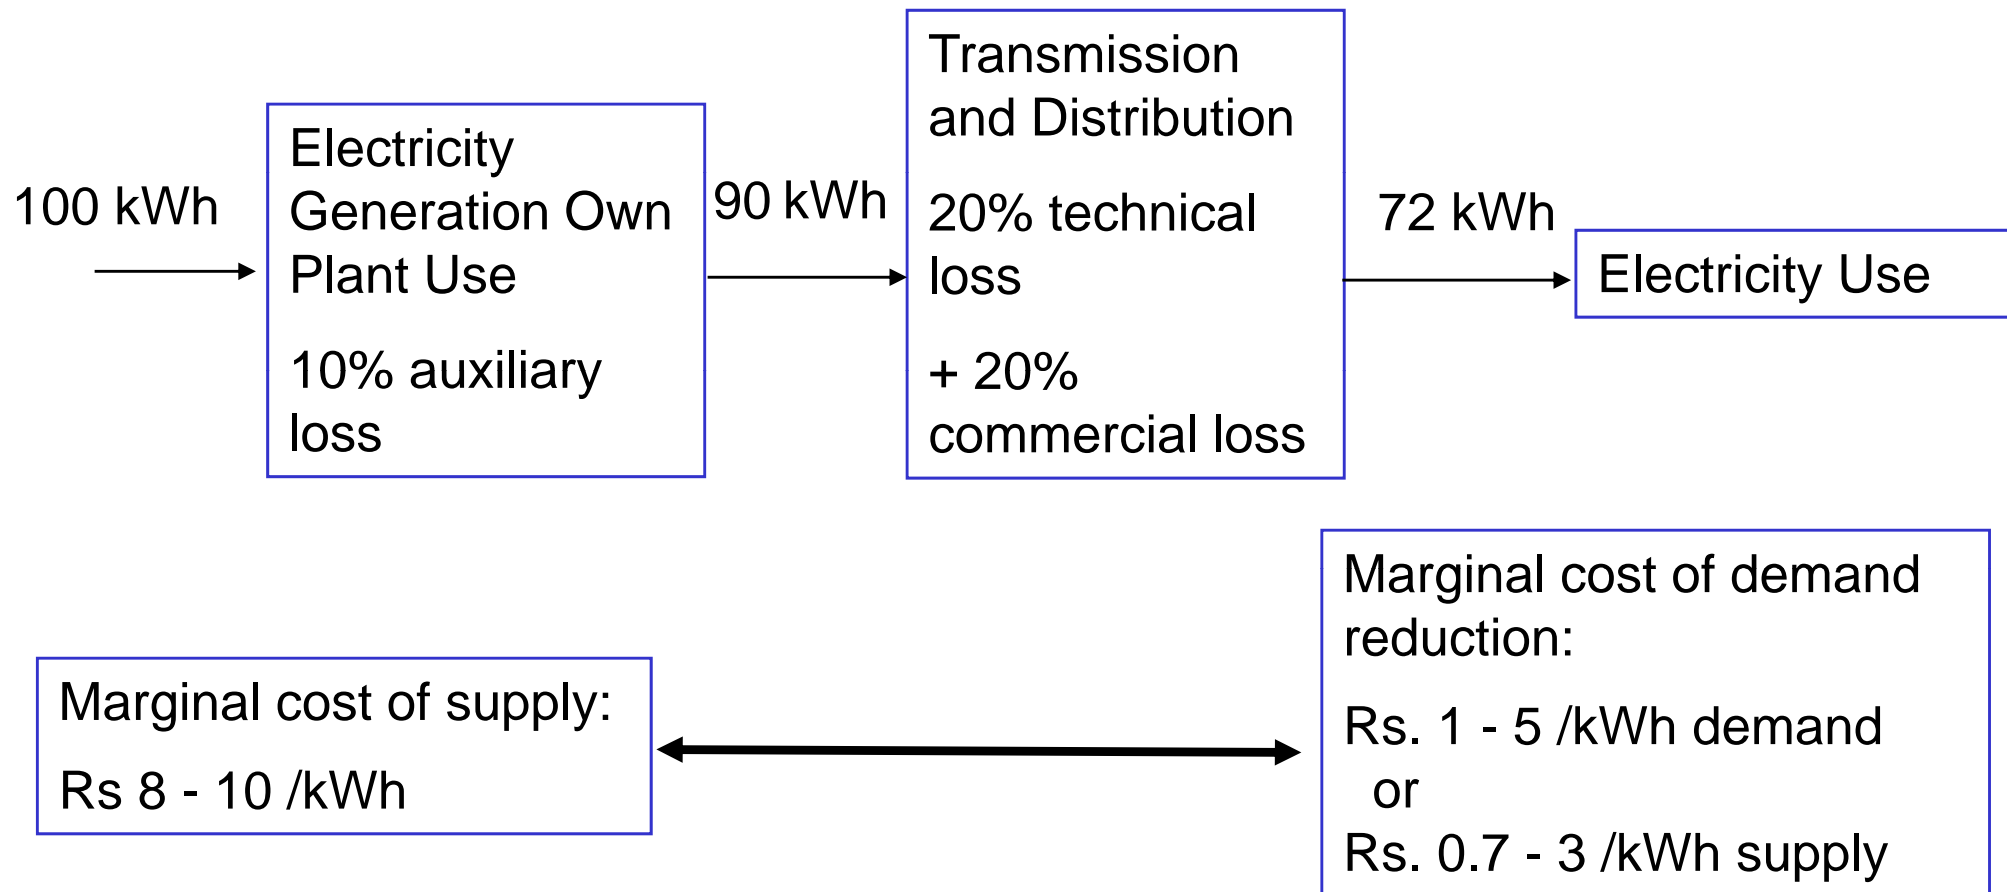 100 kWh
Electricity
Generation Own
Plant Use
10% auxiliary
loss
90 kWh
Transmission
and Distribution
20% technical
loss
+ 20%
commercial loss
72 kWh
Electricity Use
Marginal cost of supply:
Rs 8 - 10 /kWh
Marginal cost of demand
reduction:
Rs. 1 - 5 /kWh demand
or
Rs. 0.7 - 3 /kWh supply